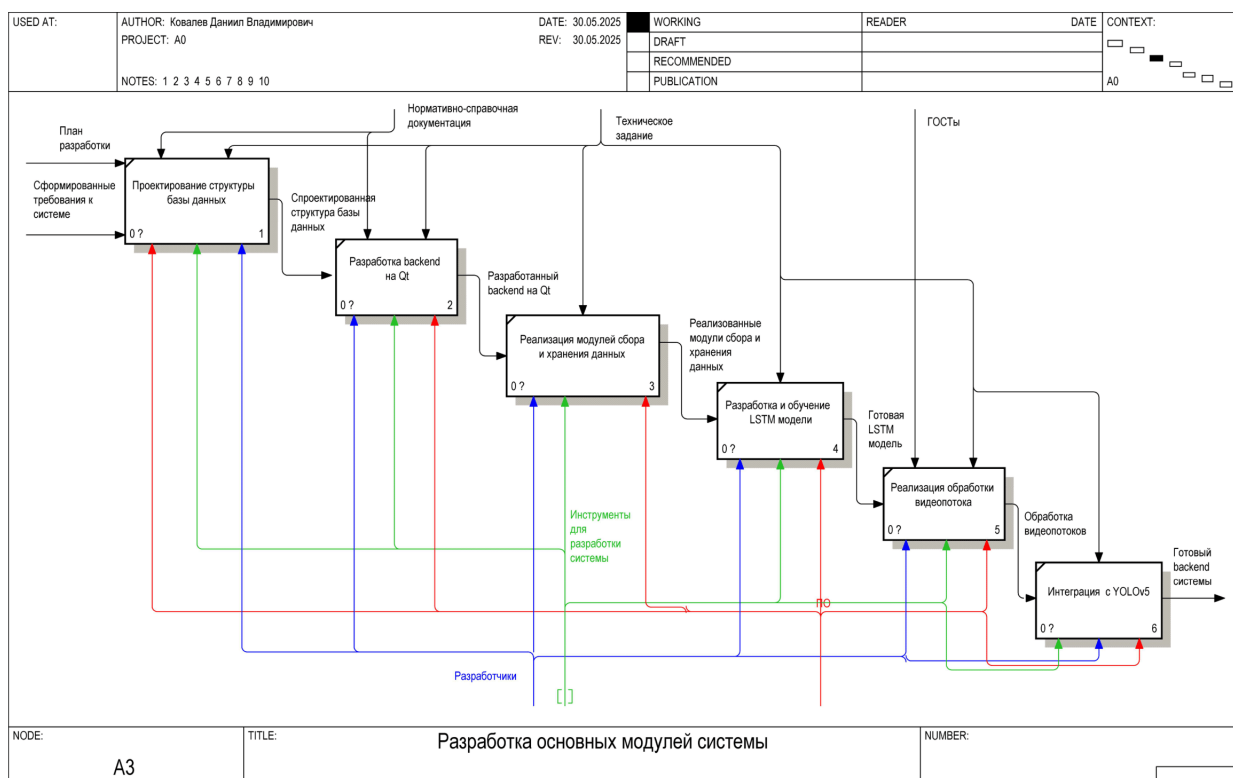 USED AT:
AUTHOR: Ковалев Даниил Владимирович
DATE: 30.05.2025
PROJECT: A0
REV: 30.05.2025
NOTES: 1 2 3 4 5 6 7 8 9 10
WORKING
DRAFT
RECOMMENDED
PUBLICATION
READER
DATE
CONTEXT:
A0
План
разработки
Сформированные
требования к
системе
Нормативно-справочная
документация
Техническое
задание
ГОСТы
Проектирование структуры
базы данных
0 ?
1
Спроектированная
структура базы
данных
Разработка backend
на Qt
0 ?
2
Разработанный
backend на Qt
Реализация модулей сбора
и хранения данных
0 ?
3
Реализованные
модули сбора и
хранения
данных
Разработка и обучение
LSTM модели
0 ?
4
Готовая
LSTM
модель
Реализация обработки
видеопотока
0 ?
5
Обработка
видеопотоков
Интеграция с YOLOv5
0 ?
6
Готовый
backend
системы
Инструменты
для
разработки
системы
ПО
Разработчики
NODE:
A3
TITLE:
Разработка основных модулей системы
NUMBER: